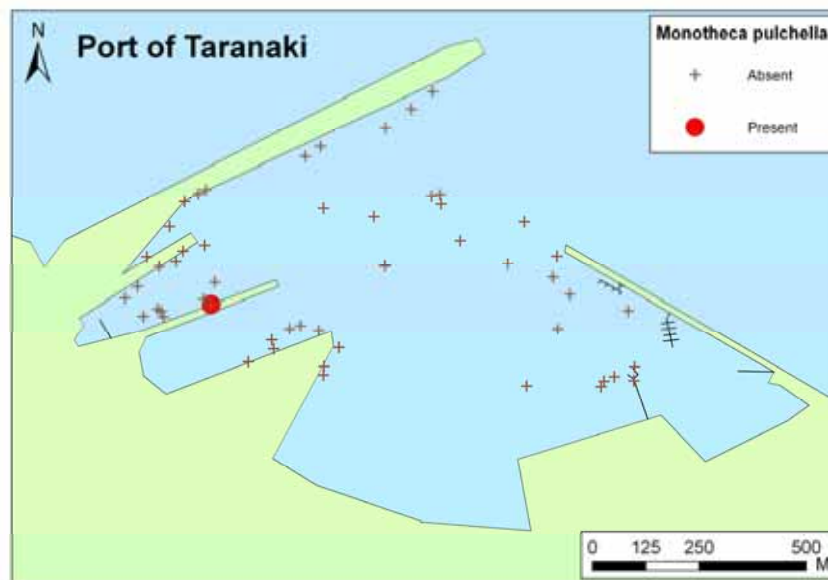 N
Port of Taranaki
Monotheca pulchella
Absent
Present
0 125 250 500
M